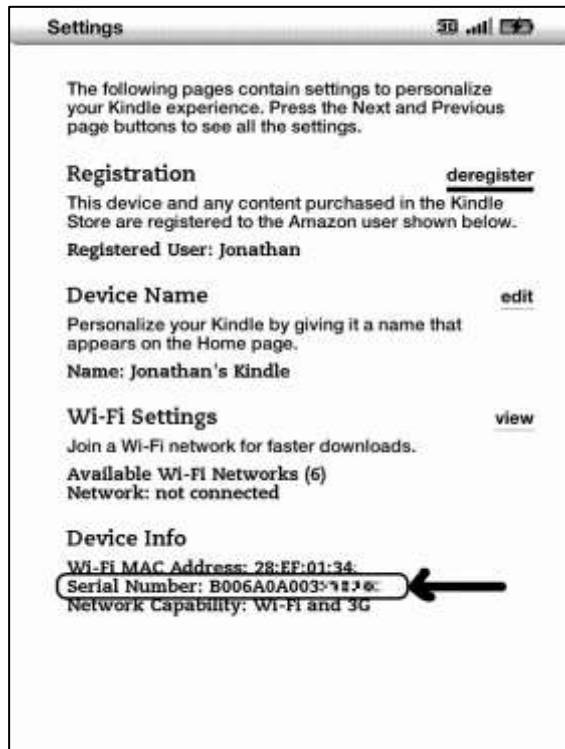 Settings 3G
The following pages contain settings to personalize
your Kindle experience. Press the Next and Previous
page buttons to see all the settings.
Registration deregister
This device and any content purchased in the Kindle
Store are registered to the Amazon user shown below.
Registered User: Jonathan
Device Name edit
Personalize your Kindle by giving it a name that
appears on the Home page.
Name: Jonathan's Kindle
Wi-Fi Settings view
Join a Wi-Fi network for faster downloads.
Available Wi-Fi Networks (6)
Network: not connected
Device Info
Wi-Fi MAC Address: 28:EF:01:34:
Serial Number: B006A0A003
Network Capability: Wi-Fi and 3G